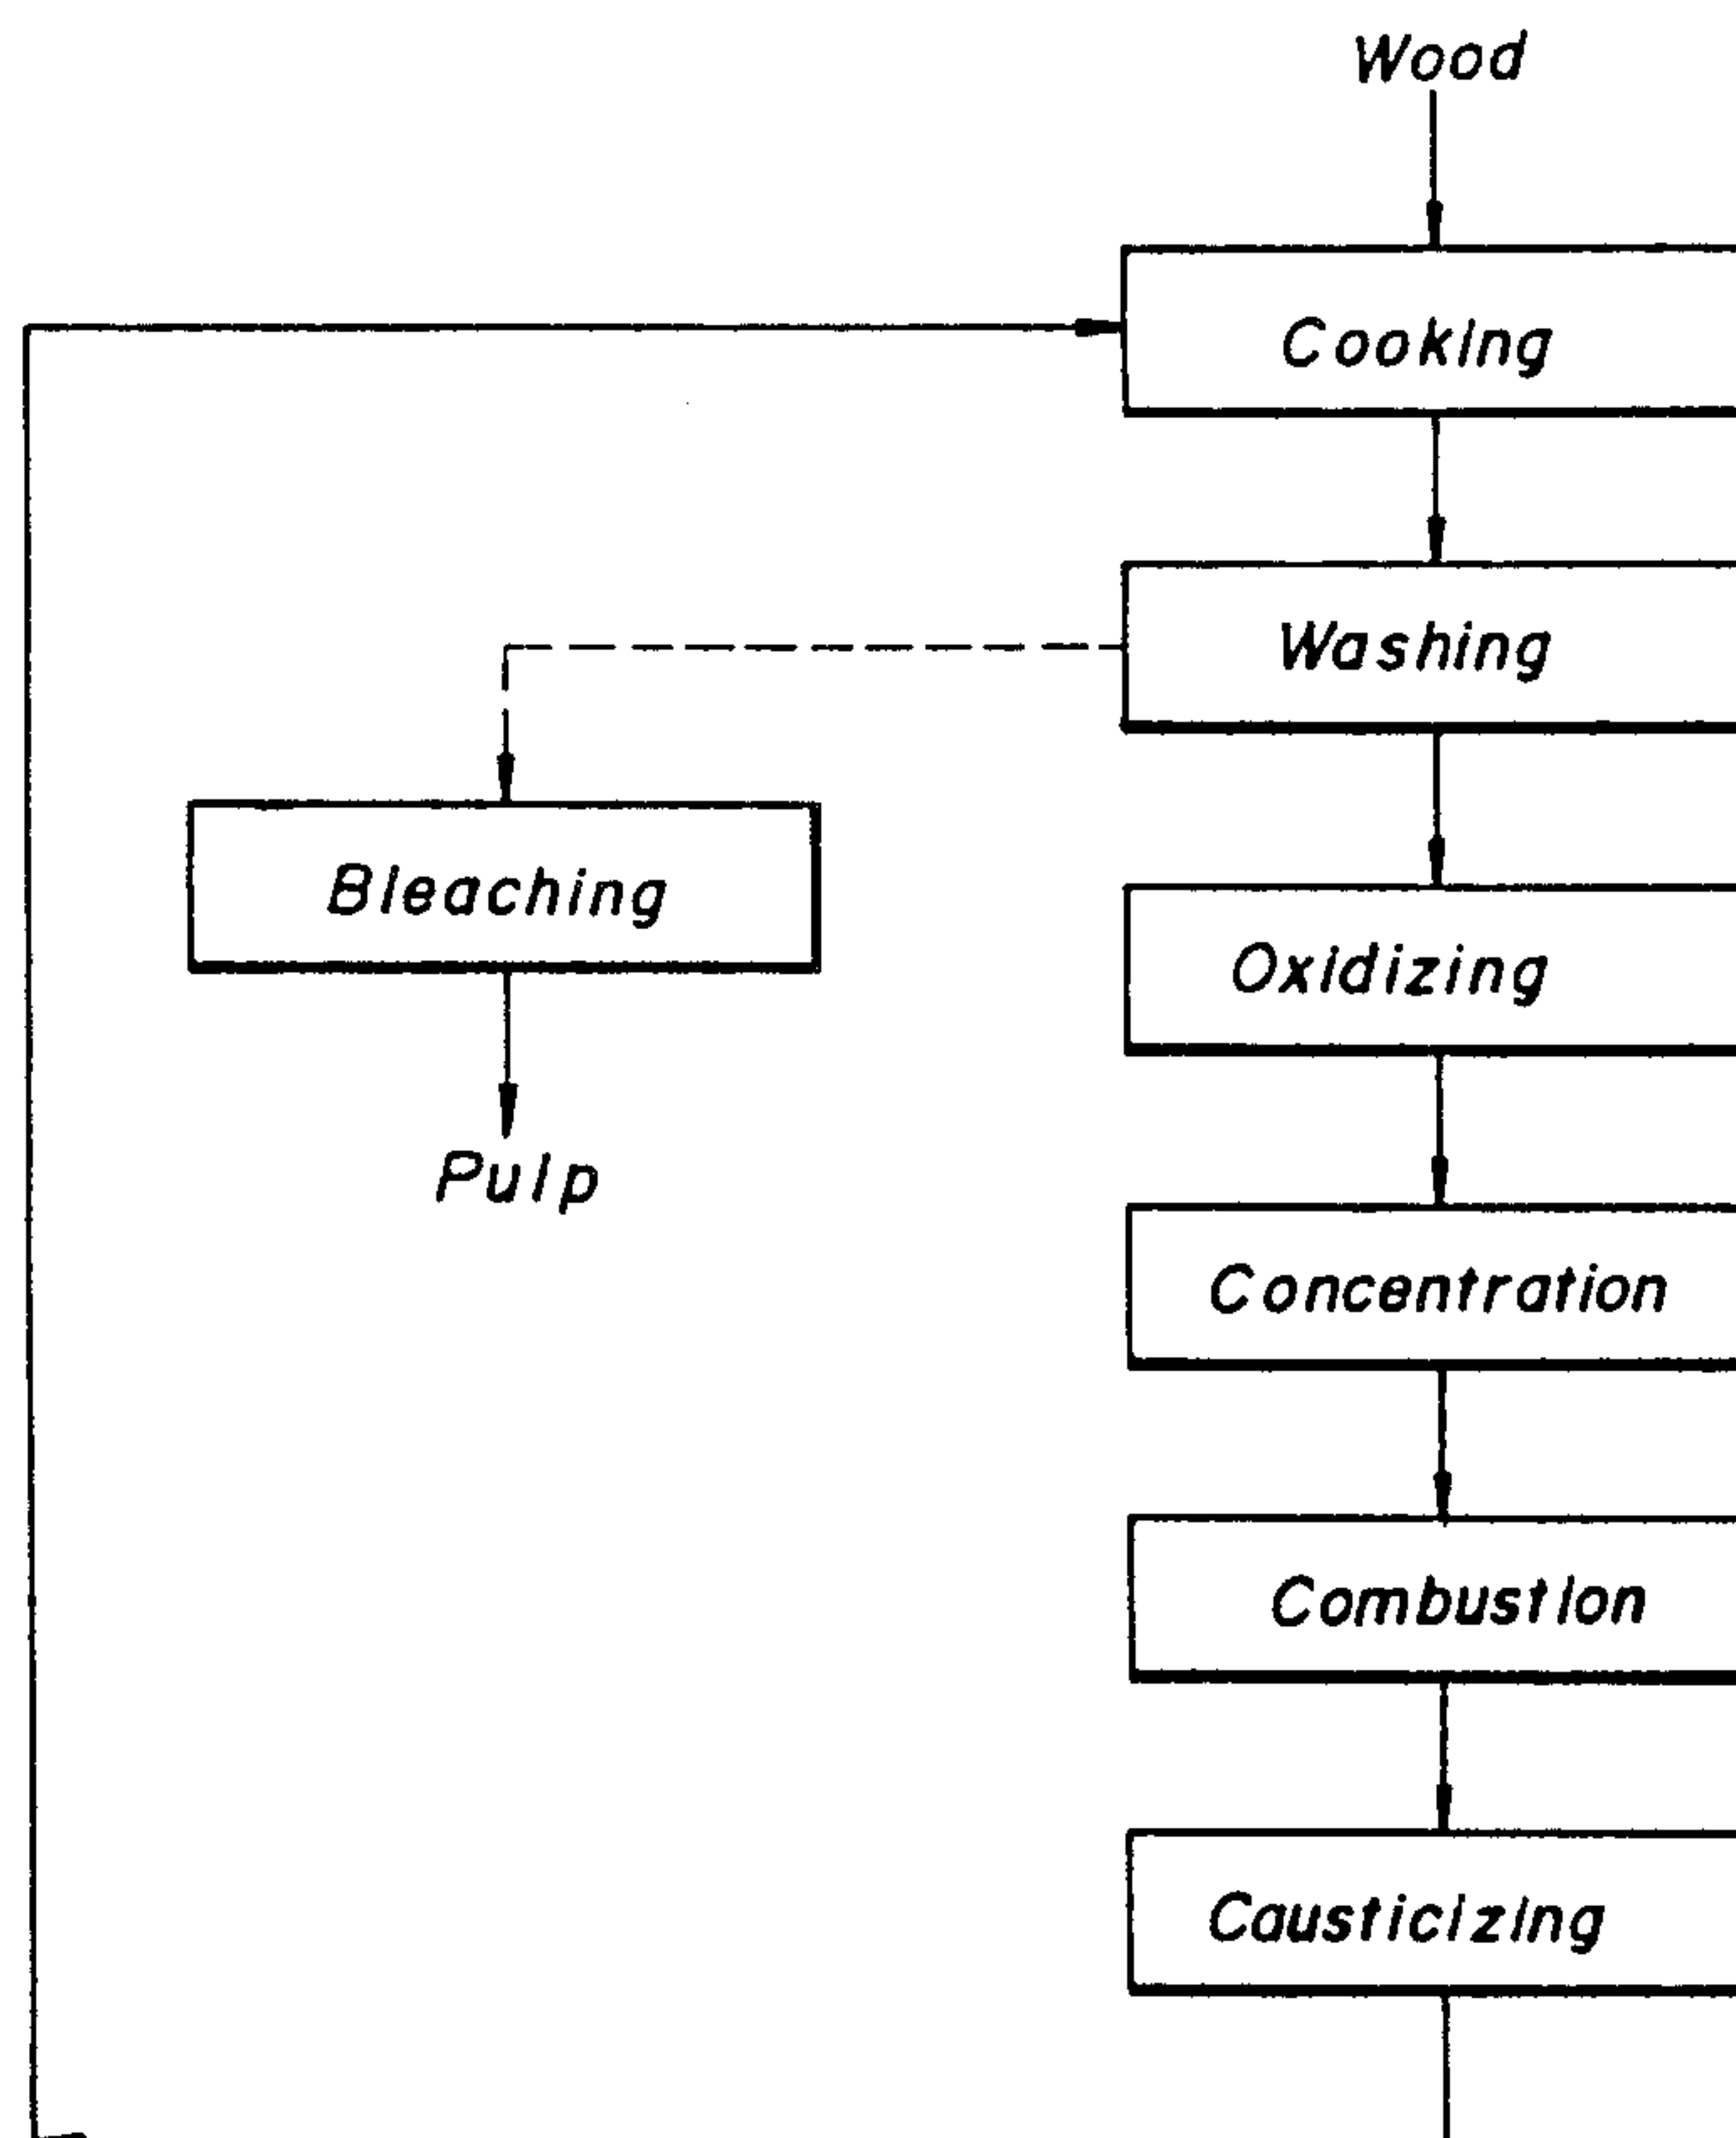 Wood
Cooking
Washing
Bleaching
Oxidizing
Pulp
Concentration
Combustion
Causticizing